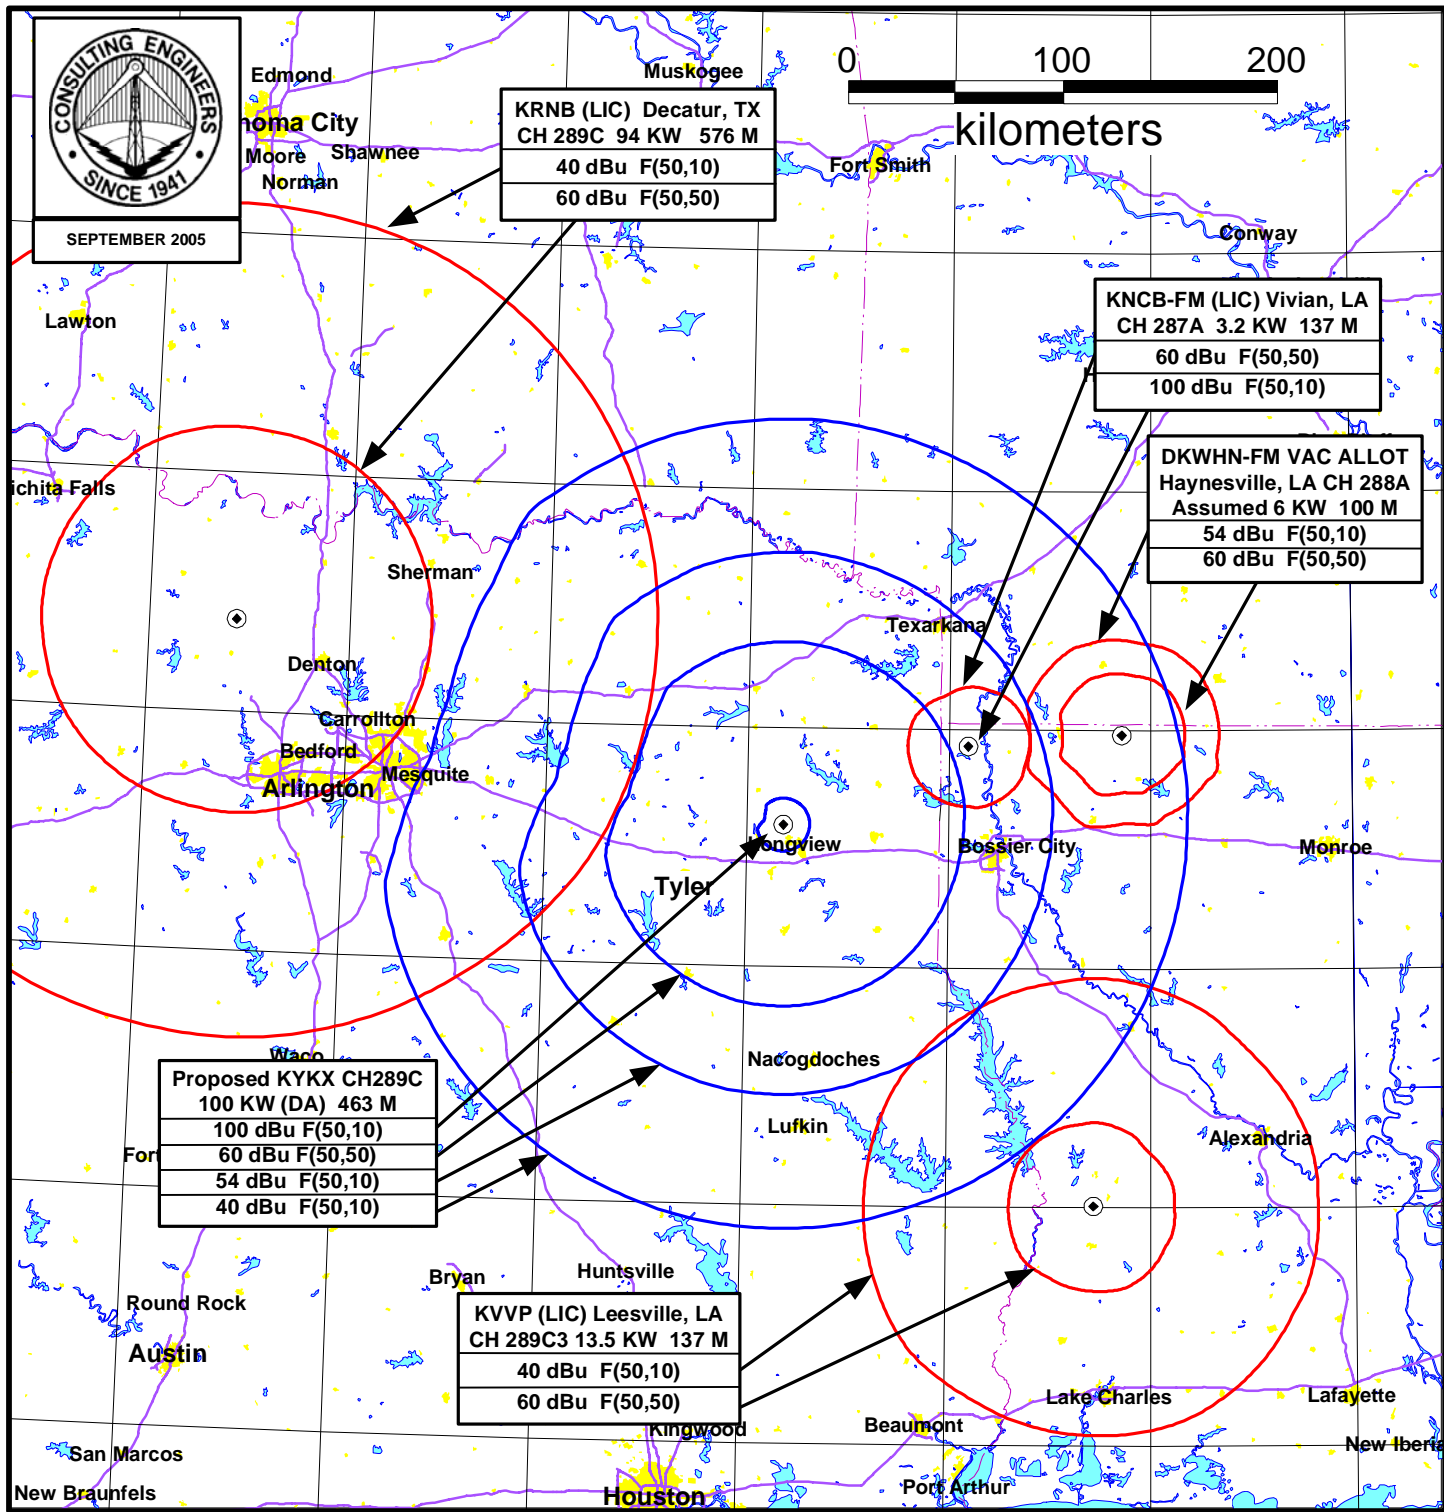 CONSULTING ENGINEERS
• SINCE 1941 •
SEPTEMBER 2005
Edmond
Muskogee
0 100 200
kilometers
KRNB (LIC) Decatur, TX
CH 289C 94 KW 576 M
40 dBu F(50,10)
60 dBu F(50,50)
homa City
Moore
Shawnee
Norman
Fort Smith
Conway
Lawton
KNCB-FM (LIC) Vivian, LA
CH 287A 3.2 KW 137 M
60 dBu F(50,50)
100 dBu F(50,10)
H
DKWHN-FM VAC ALLOT
Haynesville, LA CH 288A
Assumed 6 KW 100 M
54 dBu F(50,10)
60 dBu F(50,50)
ichita Falls
Sherman
Texarkana
Denton
Carrollton
Bedford
Mesquite
Arlington
Longview
Bossier City
Monroe
Tyler
Waco
Nacogdoches
Proposed KYKX CH289C
100 KW (DA) 463 M
100 dBu F(50,10)
60 dBu F(50,50)
54 dBu F(50,10)
40 dBu F(50,10)
Fort
Lufkin
Alexandria
Bryan
Huntsville
Round Rock
Austin
KVVP (LIC) Leesville, LA
CH 289C3 13.5 KW 137 M
40 dBu F(50,10)
60 dBu F(50,50)
Lake Charles
Lafayette
Kingwood
Beaumont
San Marcos
New Iberia
New Braunfels
Houston
Port Arthur